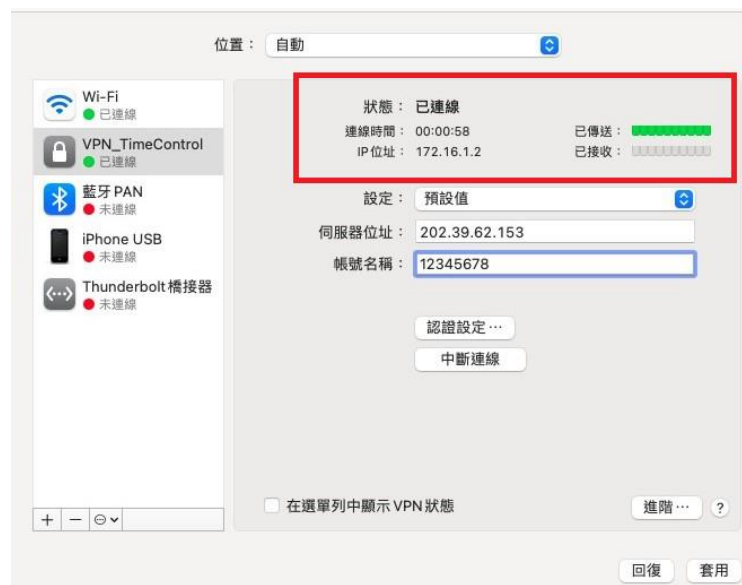 位置： 自動
Wi-Fi
已連線
VPN_TimeControl
已連線
藍牙 PAN
未連線
iPhone USB
未連線
Thunderbolt 橋接器
未連線
狀態： 已連線
連線時間： 00:00:58 已傳送：
IP 位址： 172.16.1.2 已接收：
設定： 預設值
伺服器位址： 202.39.62.153
帳號名稱： 12345678
認證設定⋯
中斷連線
在選單列中顯示 VPN 狀態 進階⋯ ?
回復 套用